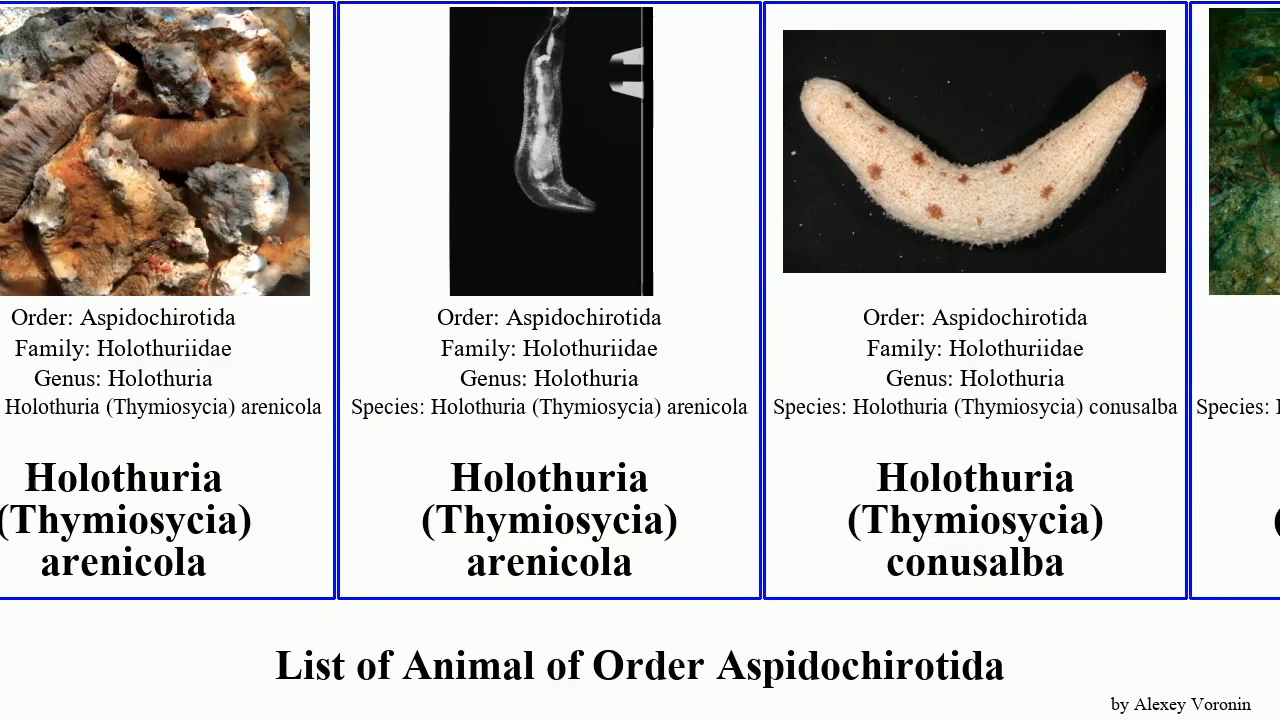 Order: Aspidochirotida
Family: Holothuriidae
Genus: Holothuria
Holothuria (Thymiosycia) arenicola
Holothuria
(Thymiosycia)
arenicola
Order: Aspidochirotida
Family: Holothuriidae
Genus: Holothuria
Species: Holothuria (Thymiosycia) arenicola
Holothuria
(Thymiosycia)
arenicola
Order: Aspidochirotida
Family: Holothuriidae
Genus: Holothuria
Species: Holothuria (Thymiosycia) conusalba
Holothuria
(Thymiosycia)
conusalba
Species:
List of Animal of Order Aspidochirotida
by Alexey Voronin